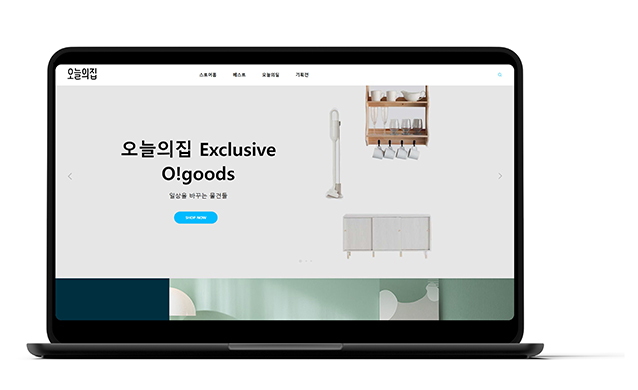 오늘의집
스토어홈 베스트 오늘의딜 기획전
오늘의집 Exclusive
O!goods
일상을 바꾸는 물건들
SHOP NOW